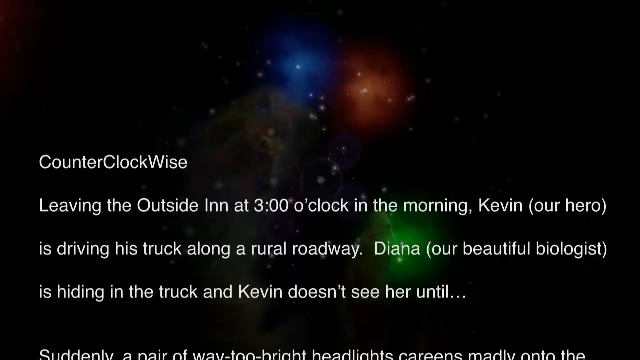 CounterClockWise
Leaving the Outside Inn at 3:00 o'clock in the morning, Kevin (our hero)
is driving his truck along a rural roadway.  Diaha (our beautiful biologist)
is hiding in the truck and Kevin doesn't see her until…
Suddenly, a pair of way-too-bright headlights careens madly onto the